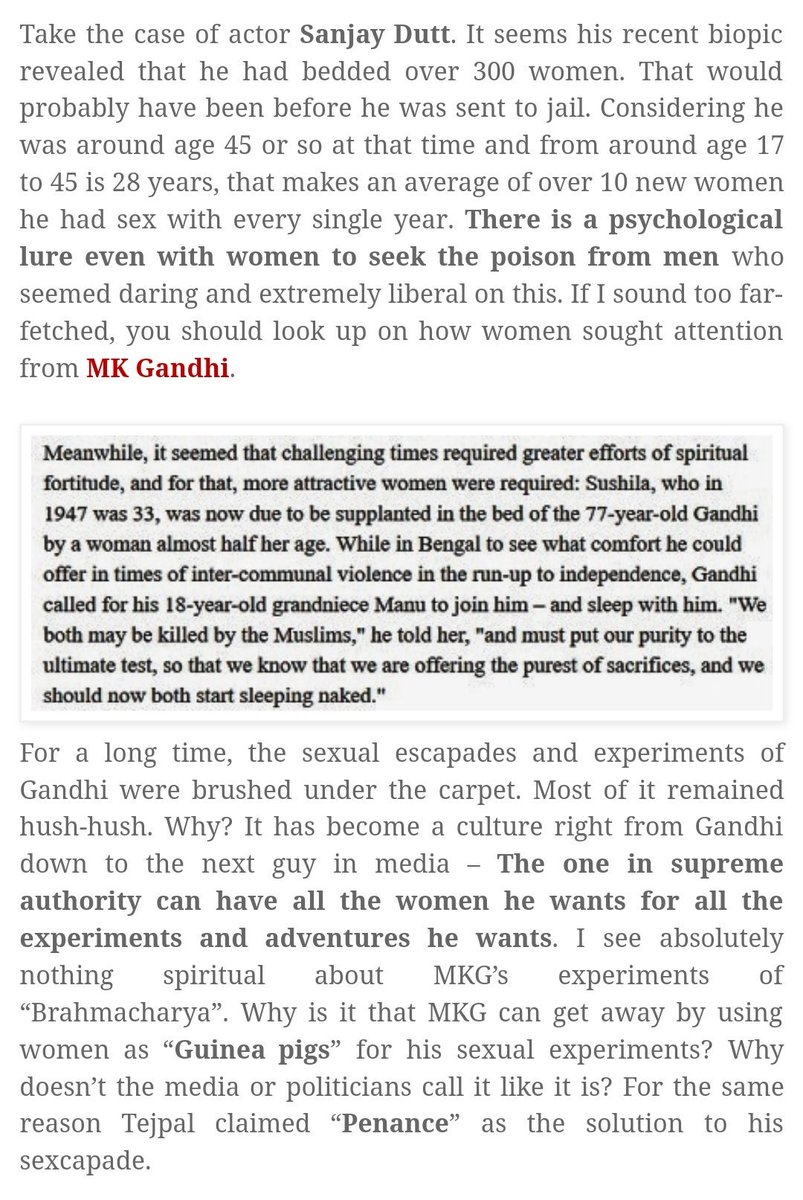 Take the case of actor Sanjay Dutt. It seems his recent biopic
revealed that he had bedded over 300 women. That would
probably have been before he was sent to jail. Considering he
was around age 45 or so at that time and from around age 17
to 45 is 28 years, that makes an average of over 10 new women
he had sex with every single year. There is a psychological
lure even with women to seek the poison from men who
seemed daring and extremely liberal on this. If I sound too far-
fetched, you should look up on how women sought attention
from MK Gandhi.
Meanwhile, it seemed that challenging times required greater efforts of spiritual
fortitude, and for that, more attractive women were required: Sushila, who in
1947 was 33, was now due to be supplanted in the bed of the 77-year-old Gandhi
by a woman almost half her age. While in Bengal to see what comfort he could
offer in times of inter-communal violence in the run-up to independence, Gandhi
called for his 18-year-old grandniece Manu to join him – and sleep with him. "We
both may be killed by the Muslims," he told her, "and must put our purity to the
ultimate test, so that we know that we are offering the purest of sacrifices, and we
should now both start sleeping naked."
For a long time, the sexual escapades and experiments of
Gandhi were brushed under the carpet. Most of it remained
hush-hush. Why? It has become a culture right from Gandhi
down to the next guy in media – The one in supreme
authority can have all the women he wants for all the
experiments and adventures he wants. I see absolutely
nothing spiritual about MKG’s experiments of
“Brahmacharya”. Why is it that MKG can get away by using
women as “Guinea pigs” for his sexual experiments? Why
doesn’t the media or politicians call it like it is? For the same
reason Tejpal claimed “Penance” as the solution to his
sexcapade.